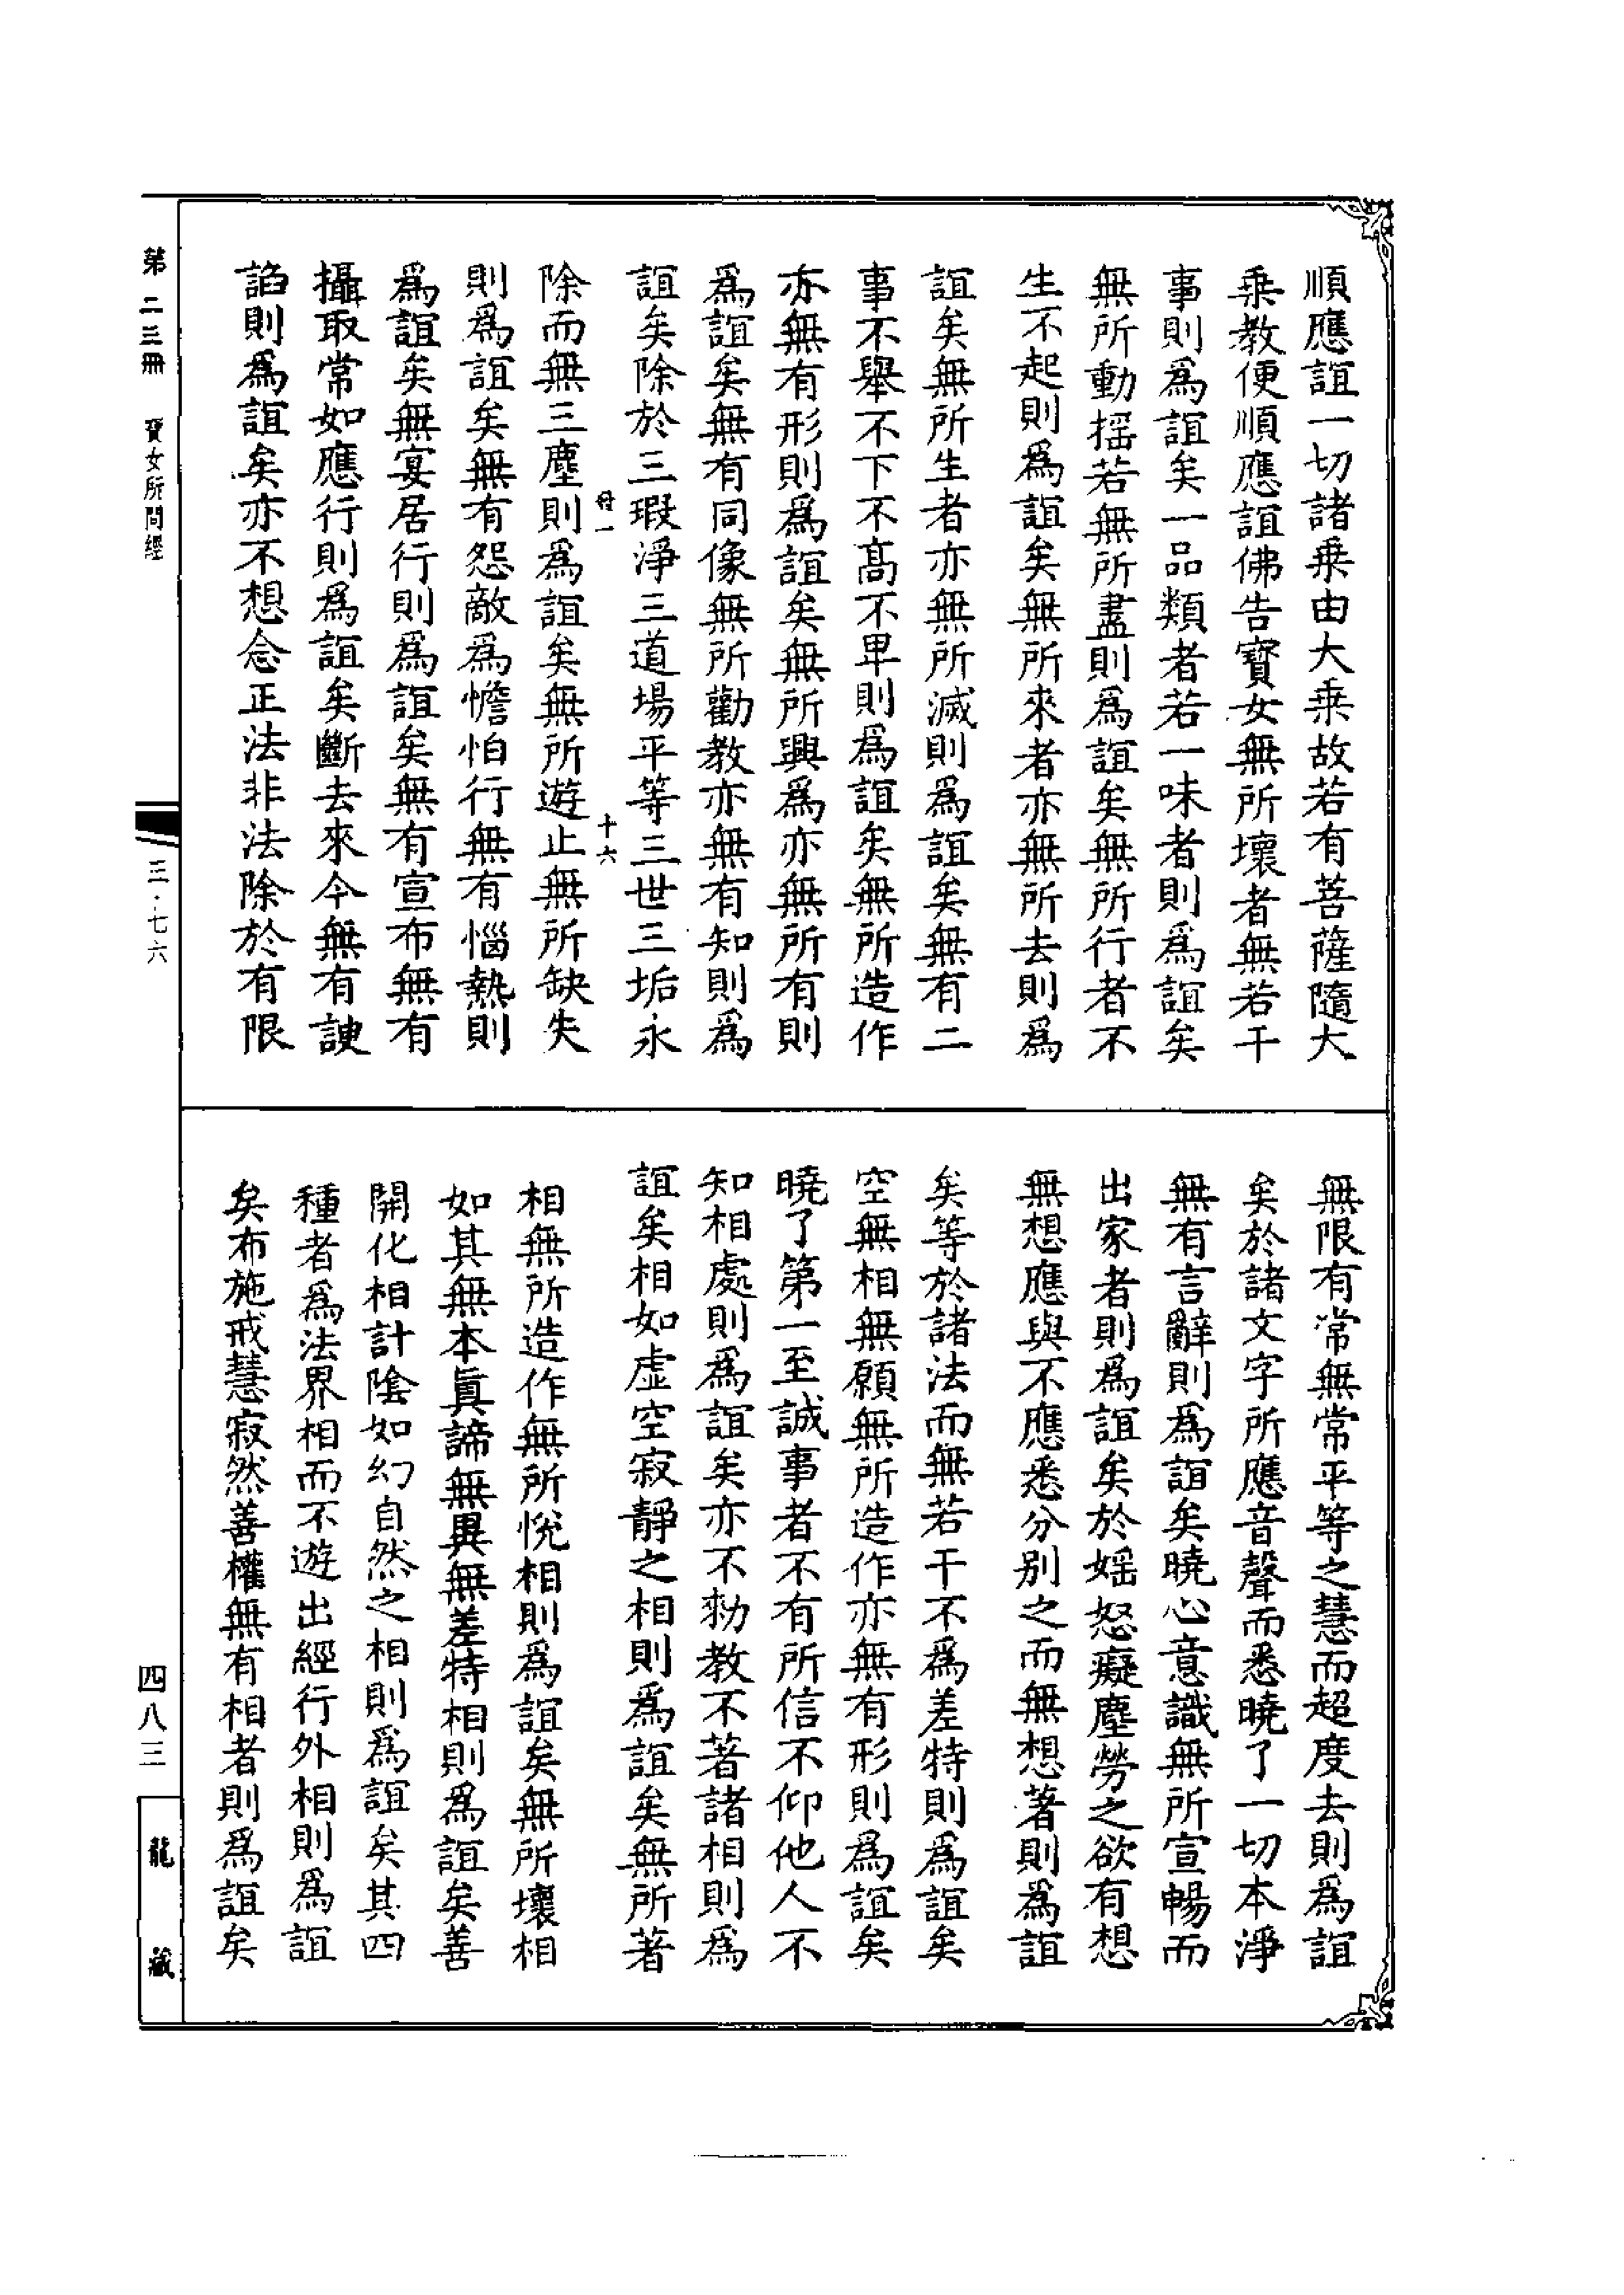 順應誼一切諸乗由大乗故若有菩薩隨大
乗教便順應誼佛告寳女無所壞者無若干
事則爲誼矣一品類者若一味者則爲誼矣
無所動揺若無所盡則爲誼矣無所行者不
生不起則爲誼矣無所來者亦無所去則爲
誼矣無所生者亦無所滅則爲誼矣無有二
事不舉不下不髙不卑則爲誼矣無所造作
亦無有形則爲誼矣無所興爲亦無所有則
爲誼矣無有同像無所勸教亦無有知則爲
誼矣除於三瑕淨三道場平等三世三垢永
除而無三塵則爲誼矣無所遊止無所缺失
則爲誼矣無有怨敵爲憺怕行無有惱熱則
爲誼矣無宴居行則爲誼矣無有宣布無有
攝取常如應行則爲誼矣斷去來今無有諛
諂則爲誼矣亦不想念正法非法除於有限
無限有常無常平等之慧而超度去則爲誼
矣於諸文字所應音聲而悉曉了一切本淨
無有言辭則爲誼矣曉心意識無所宣暢而
出家者則爲誼矣於婬怒癡塵勞之欲有想
無想應與不應悉分别之而無想著則爲誼
矣等於諸法而無若干不爲差特則爲誼矣
空無相無願無所造作亦無有形則爲誼矣
曉了第一至誠事者不有所信不仰他人不
知相處則爲誼矣亦不勑教不著諸相則爲
誼矣相如虚空寂靜之相則爲誼矣無所著
相無所造作無所悅相則爲誼矣無所壞相
如其無本眞諦無異無差特相則爲誼矣善
開化相計陰如幻自然之相則爲誼矣其四
種者爲法界相而不遊出經行外相則爲誼
矣布施戒慧寂然善權無有相者則爲誼矣
十六
第二三冊 寳女所問經
三·七六
四八三
龍藏